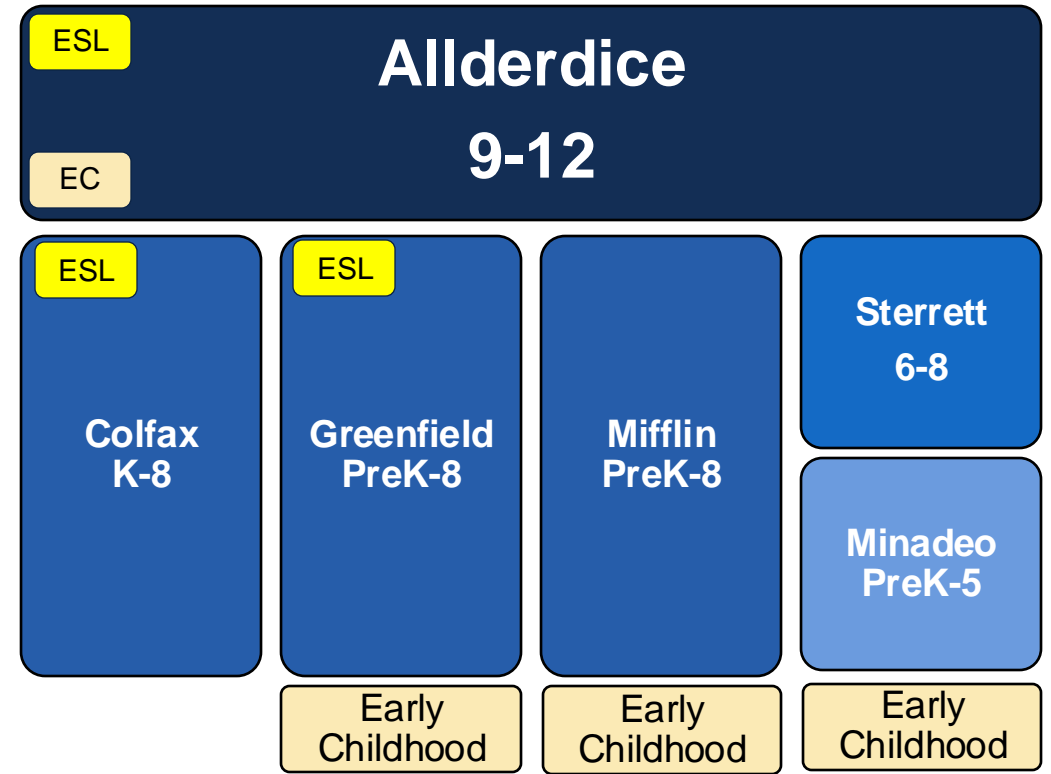 ESL
Allderdice
9-12
EC
ESL
Colfax
K-8
ESL
Greenfield
PreK-8
Mifflin
PreK-8
Sterrett
6-8
Minadeo
PreK-5
Early
Childhood
Early
Childhood
Early
Childhood